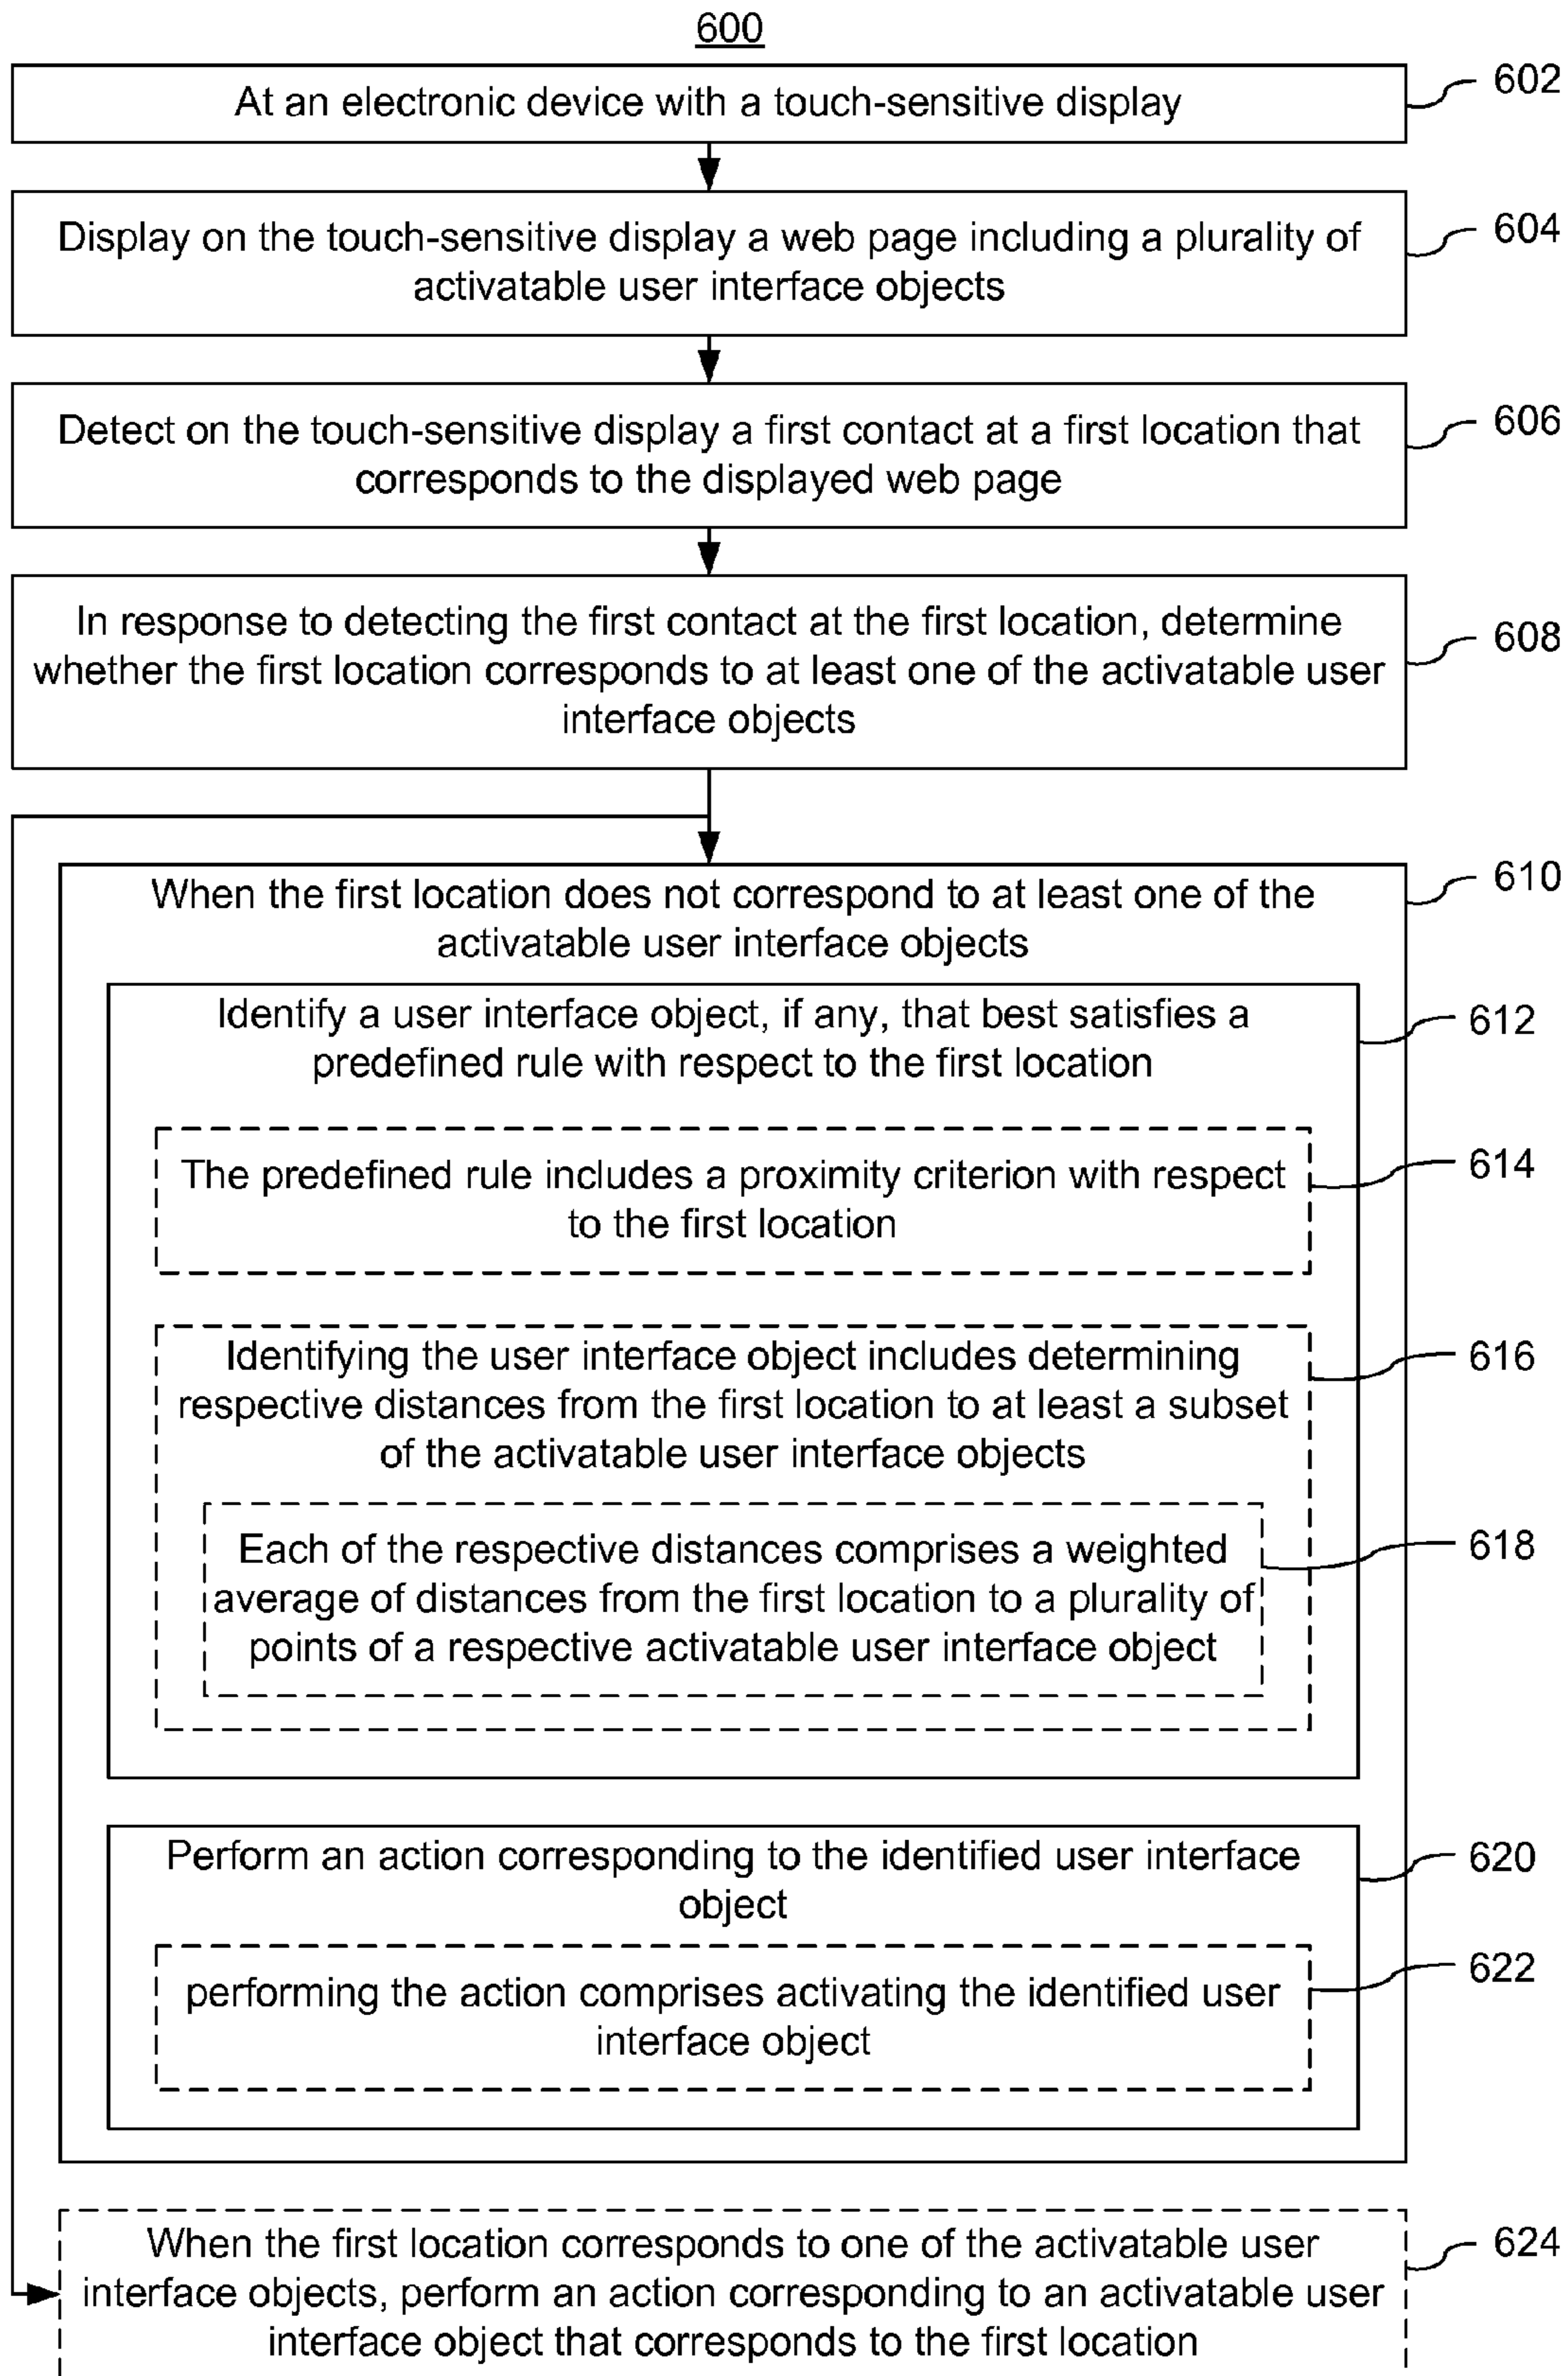 600
At an electronic device with a touch-sensitive display
602
Display on the touch-sensitive display a web page including a plurality of
activatable user interface objects
604
Detect on the touch-sensitive display a first contact at a first location that
corresponds to the displayed web page
606
In response to detecting the first contact at the first location, determine
whether the first location corresponds to at least one of the activatable user
interface objects
608
When the first location does not correspond to at least one of the
activatable user interface objects
610
Identify a user interface object, if any, that best satisfies a
predefined rule with respect to the first location
612
The predefined rule includes a proximity criterion with respect
to the first location
614
Identifying the user interface object includes determining
respective distances from the first location to at least a subset
of the activatable user interface objects
616
Each of the respective distances comprises a weighted
average of distances from the first location to a plurality of
points of a respective activatable user interface object
618
Perform an action corresponding to the identified user interface
object
620
performing the action comprises activating the identified user
interface object
622
When the first location corresponds to one of the activatable user
interface objects, perform an action corresponding to an activatable user
interface object that corresponds to the first location
624